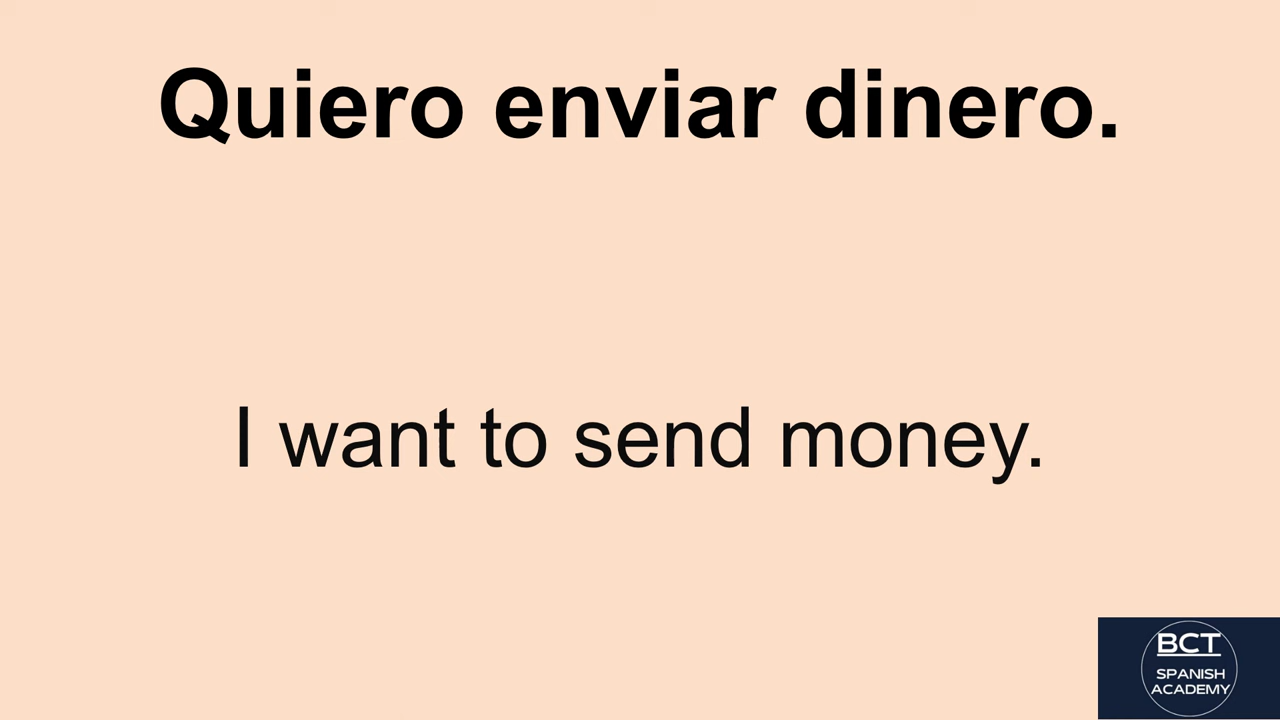 Quiero enviar dinero.
I want to send money.
BCT
SPANISH
ACADEMY